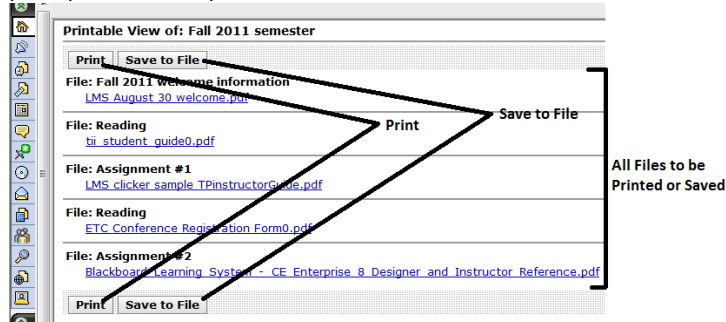 Printable View of: Fall 2011 semester
Print Save to File
File: Fall 2011 welcome information
LMS August 30 welcome.pdf
Save to File
Print
File: Reading
tii_student_guide0.pdf
All Files to be
Printed or Saved
File: Assignment #1
LMS clicker sample TPinstructorGuide.pdf
File: Reading
ETC Conference Registration Form0.pdf
File: Assignment #2
Blackboard Learning System - CE Enterprise 8 Designer and Instructor Reference.pdf
Print Save to File